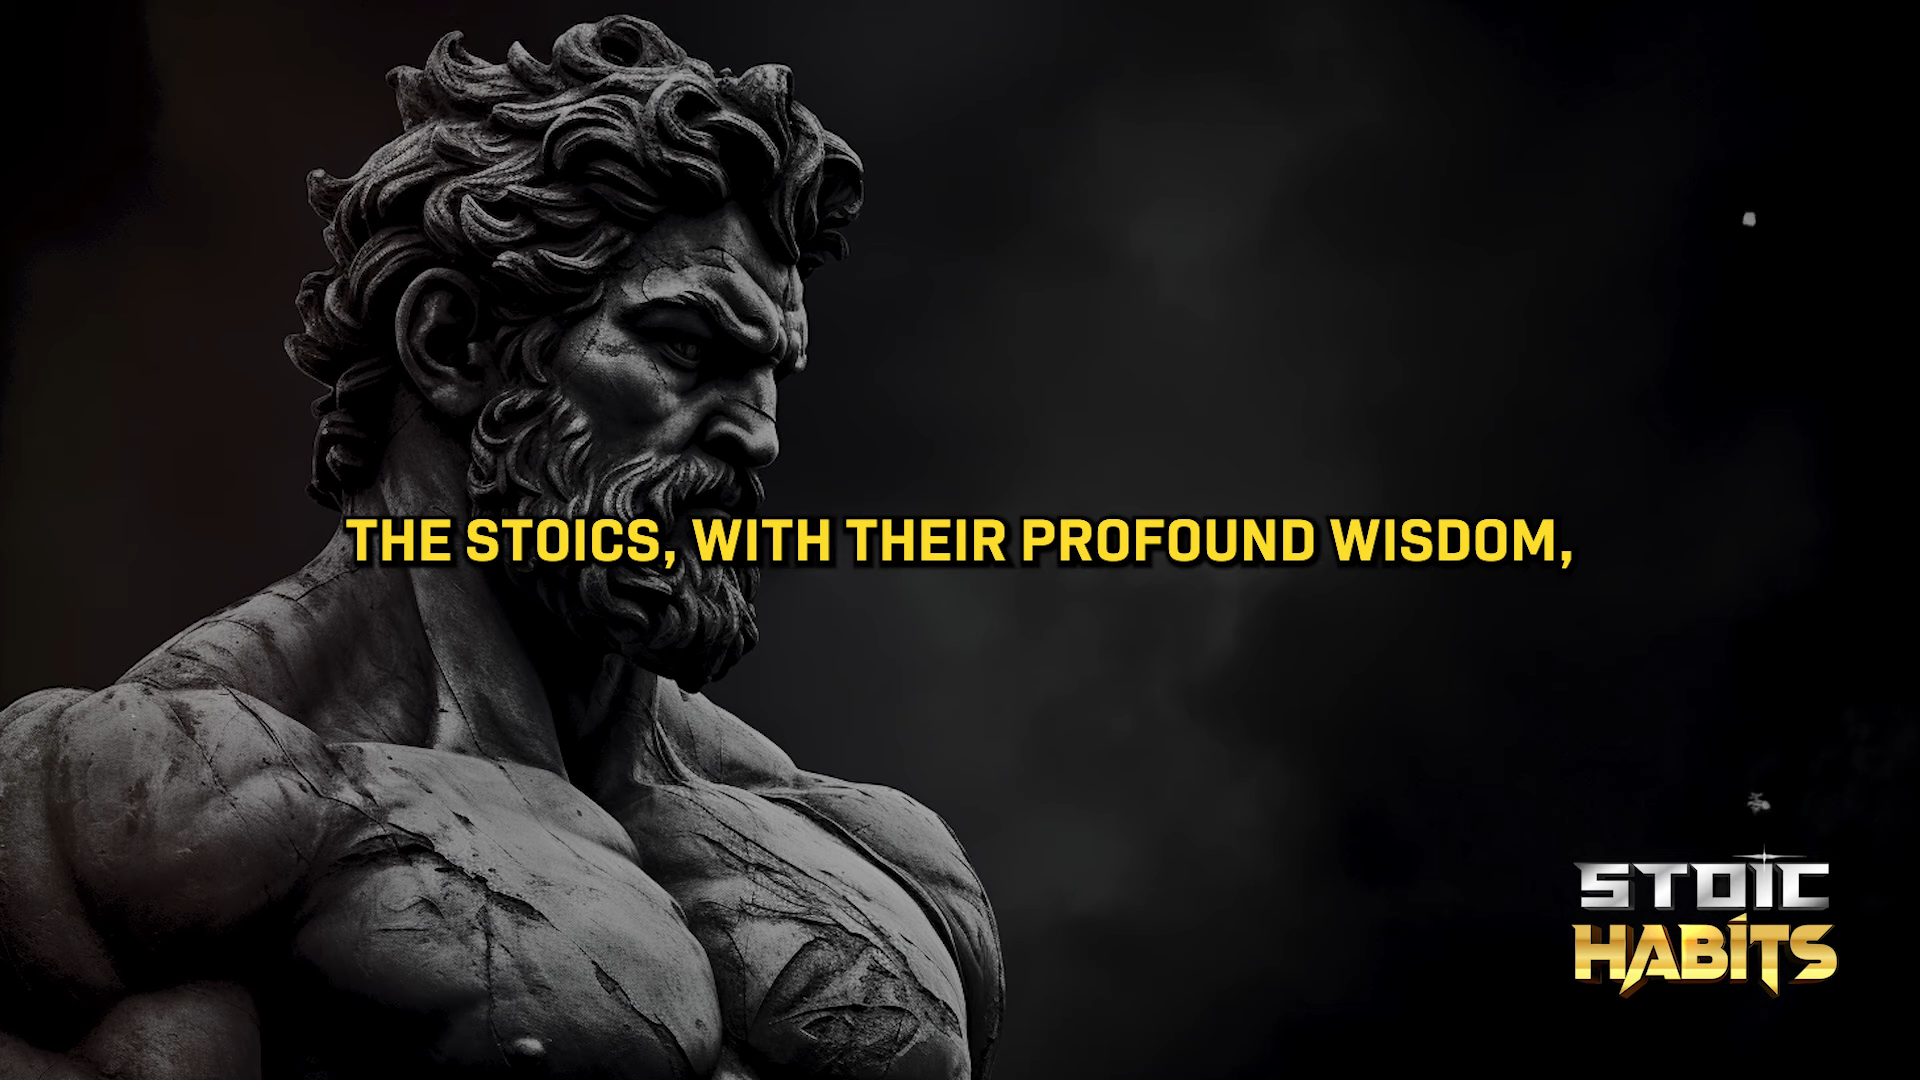 THE STOICS, WITH THEIR PROFOUND WISDOM,
STOIC
HABITS